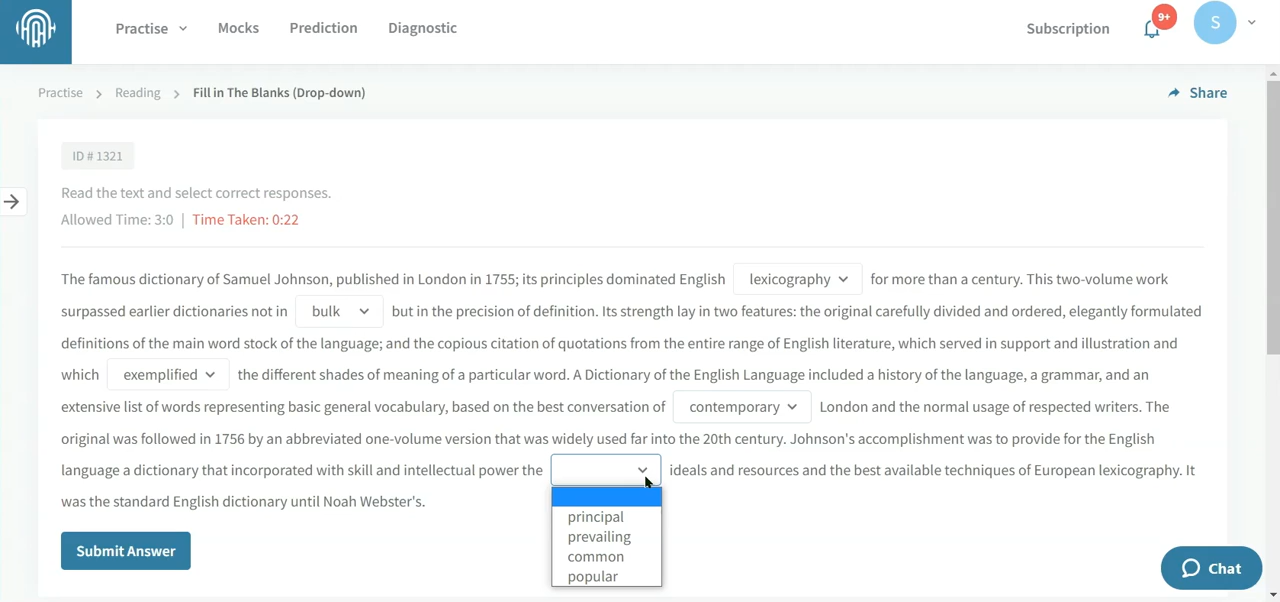 Practise Mocks Prediction Diagnostic Subscription 9+ S
Practise > Reading > Fill in The Blanks (Drop-down) Share
ID # 1321
Read the text and select correct responses.
Allowed Time: 3:0 | Time Taken: 0:22
The famous dictionary of Samuel Johnson, published in London in 1755; its principles dominated English lexicography for more than a century. This two-volume work
surpassed earlier dictionaries not in bulk but in the precision of definition. Its strength lay in two features: the original carefully divided and ordered, elegantly formulated
definitions of the main word stock of the language; and the copious citation of quotations from the entire range of English literature, which served in support and illustration and
which exemplified the different shades of meaning of a particular word. A Dictionary of the English Language included a history of the language, a grammar, and an
extensive list of words representing basic general vocabulary, based on the best conversation of contemporary London and the normal usage of respected writers. The
original was followed in 1756 by an abbreviated one-volume version that was widely used far into the 20th century. Johnson's accomplishment was to provide for the English
language a dictionary that incorporated with skill and intellectual power the ideals and resources and the best available techniques of European lexicography. It
was the standard English dictionary until Noah Webster's.
principal
prevailing
common
popular
Submit Answer
Chat